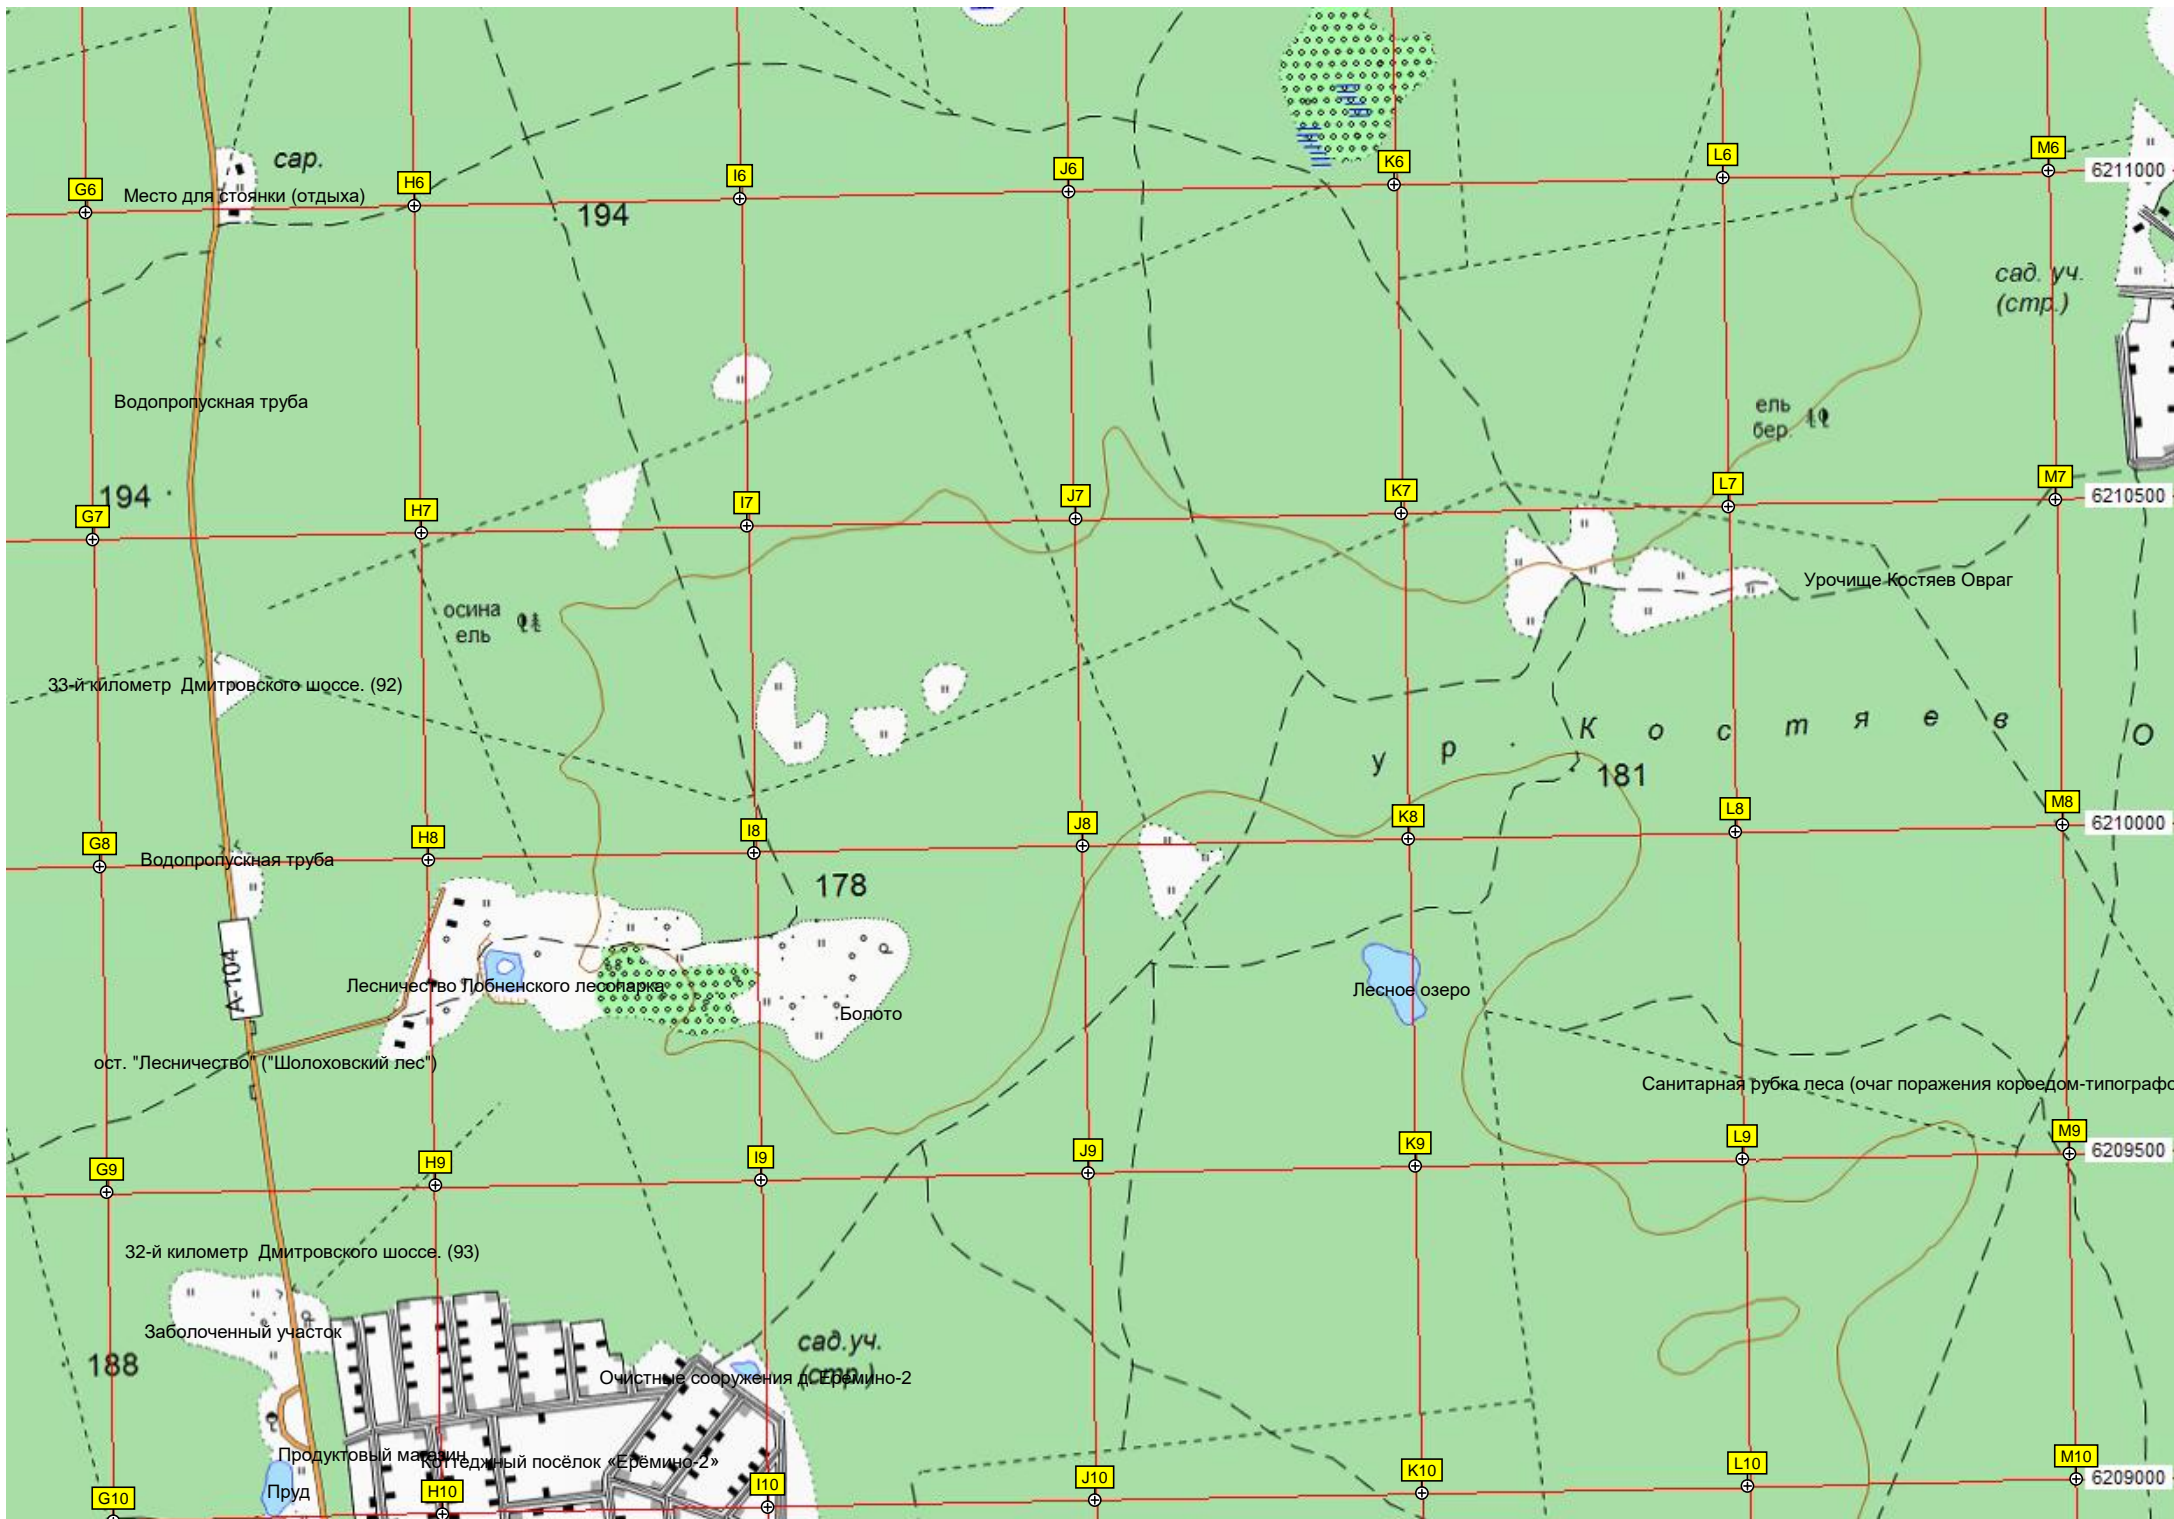 сар.
G6
H6
I6
J6
K6
L6
M6
6211000
Место для стоянки (отдыха)
194
сад. уч.
(стр.)
Водопропускная труба
ель
бер.
194
G7
H7
I7
J7
K7
L7
M7
6210500
осина
ель
Урочище Костяев Овраг
33-й километр  Дмитровского шоссе. (92)
ур. Костяев О
181
G8
H8
I8
J8
K8
L8
M8
6210000
Водопропускная труба
178
А-104
Лесничество Лобненского лесопарка
Лесное озеро
Болото
ост. "Лесничество" ("Шолоховский лес")
Санитарная рубка леса (очаг поражения короедом-типографо
G9
H9
I9
J9
K9
L9
M9
6209500
32-й километр  Дмитровского шоссе. (93)
Заболоченный участок
188
сад.уч.
(стр.)
Очистные сооружения д. Ерёмино-2
Продуктовый магазин
Коттеджный посёлок «Ерёмино-2»
Пруд
G10
H10
I10
J10
K10
L10
M10
6209000